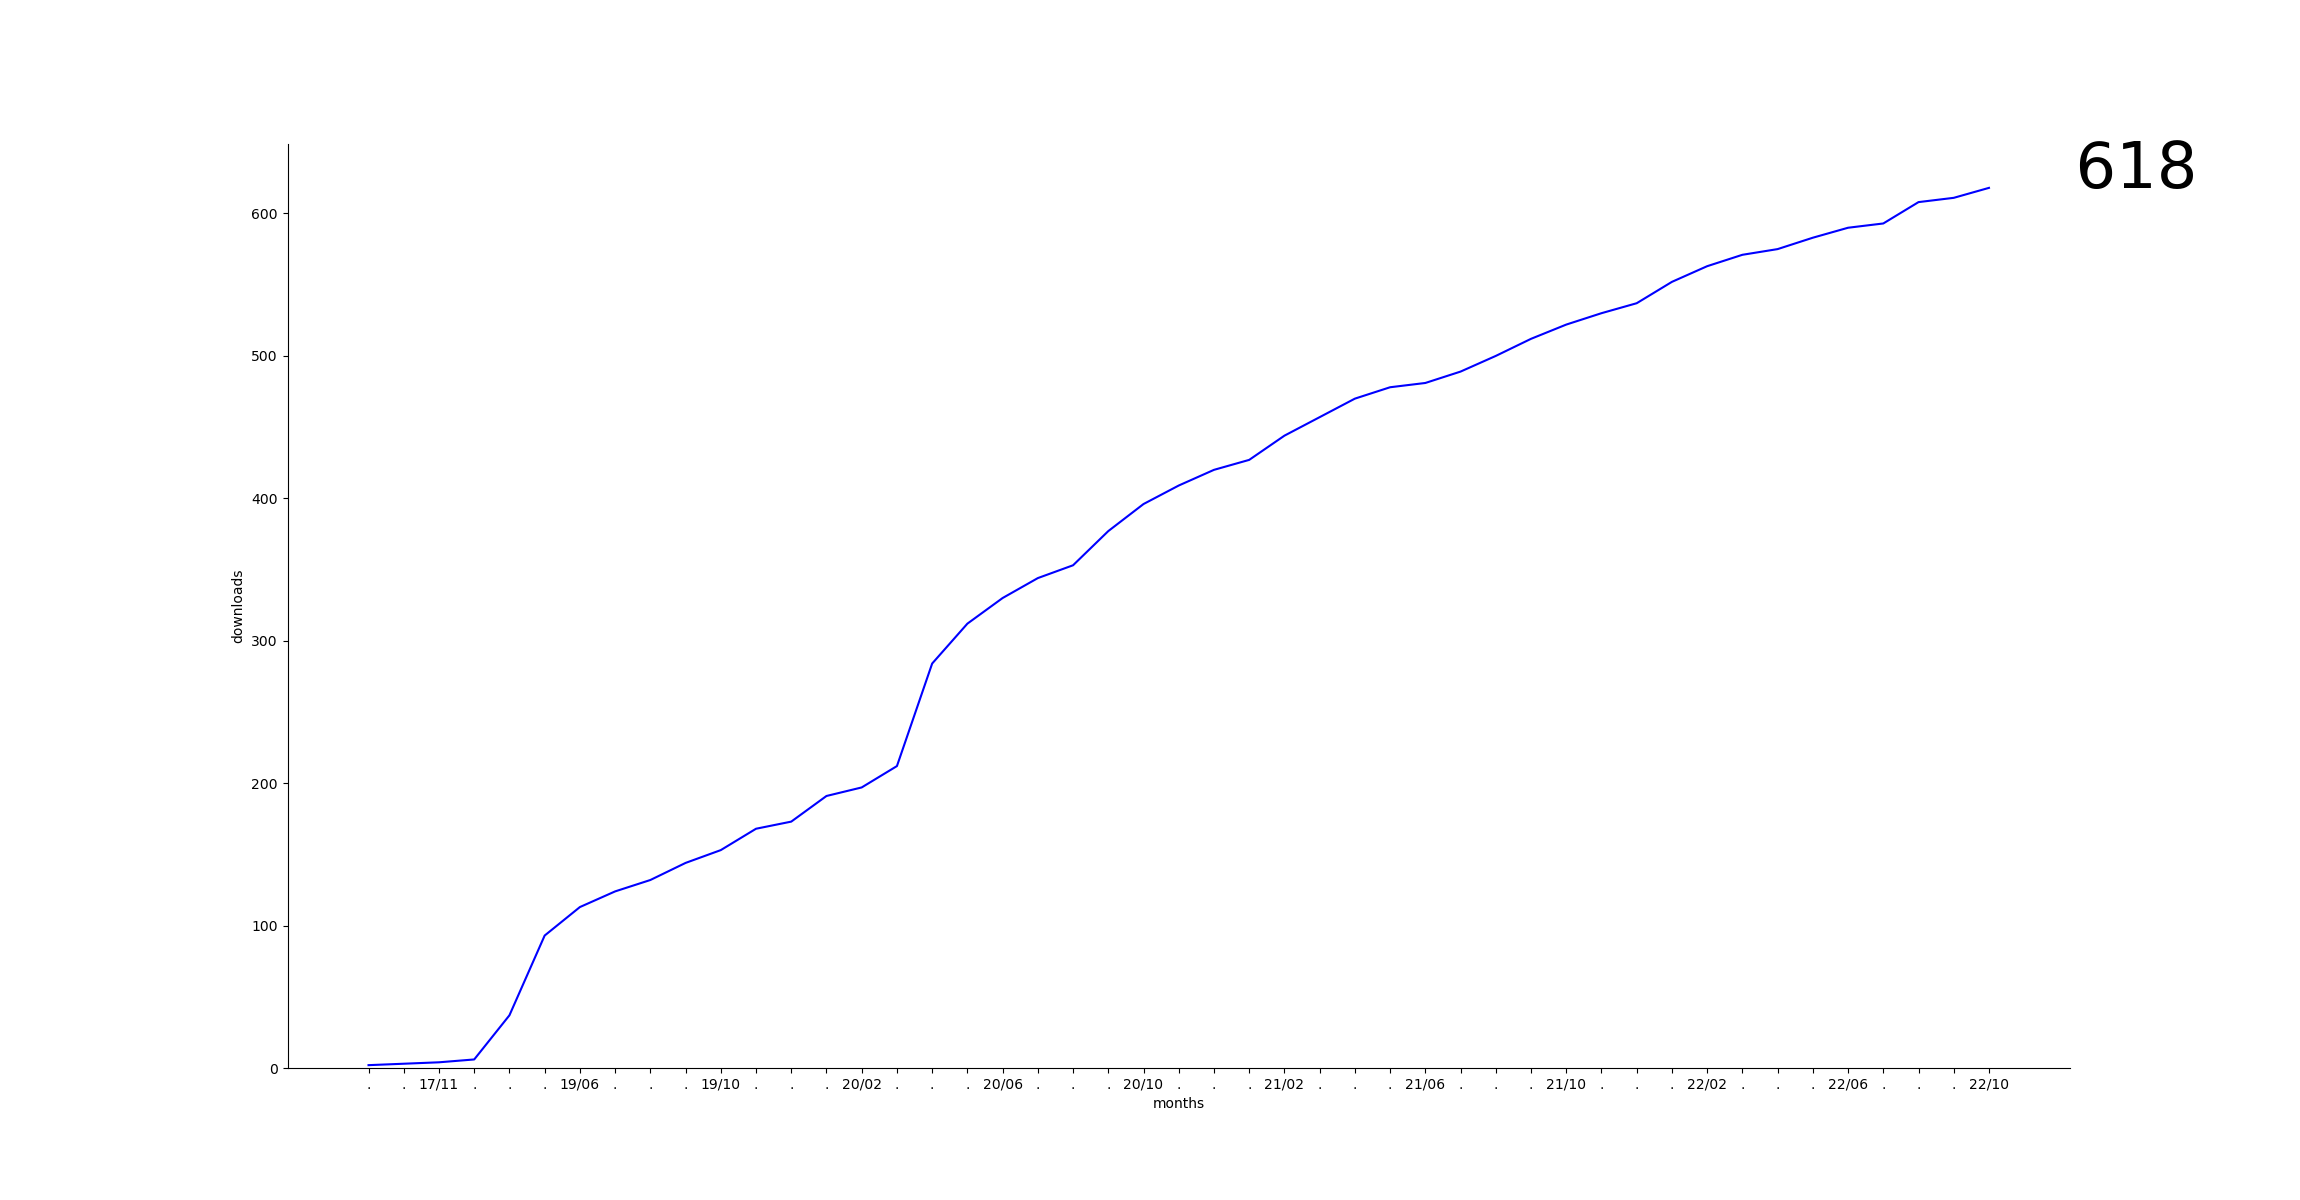 618
600
500
400
300
200
100
0
downloads
. . 17/11 . . . 19/06 . . . 19/10 . . . 20/02 . . . 20/06 . . . 20/10 . . . 21/02 . . . 21/06 . . . 21/10 . . . 22/02 . . . 22/06 . . . 22/10
months